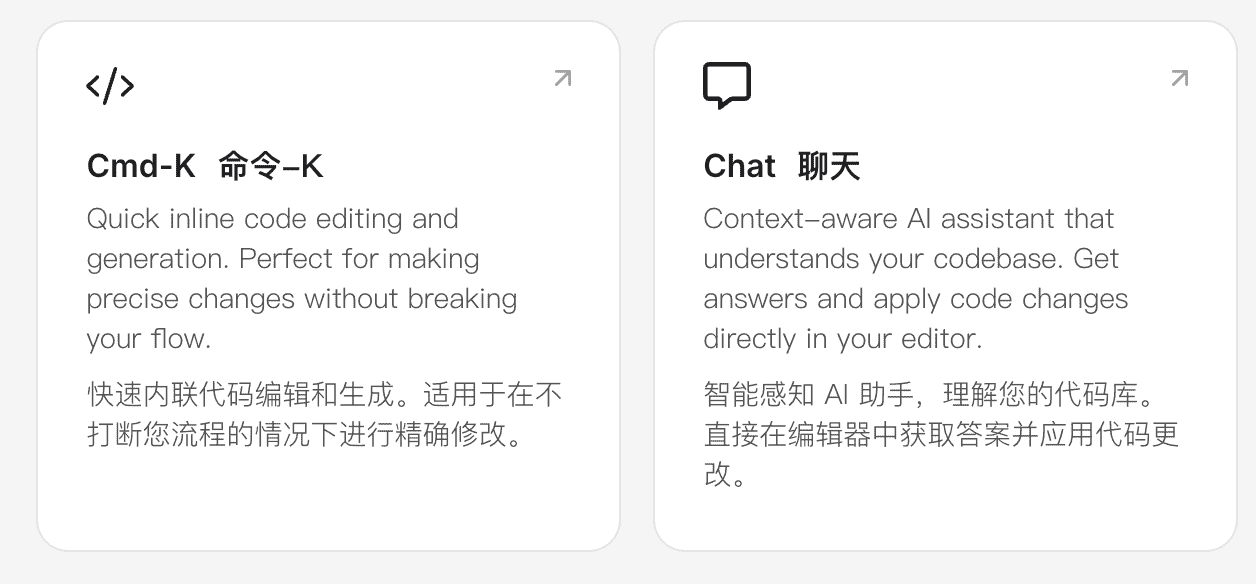 Cmd-K 命令–K
Quick inline code editing and
generation. Perfect for making
precise changes without breaking
your flow.
快速内联代码编辑和生成。适用于在不
打断您流程的情况下进行精确修改。
Chat 聊天
Context–aware AI assistant that
understands your codebase. Get
answers and apply code changes
directly in your editor.
智能感知 AI 助手，理解您的代码库。
直接在编辑器中获取答案并应用代码更
改。